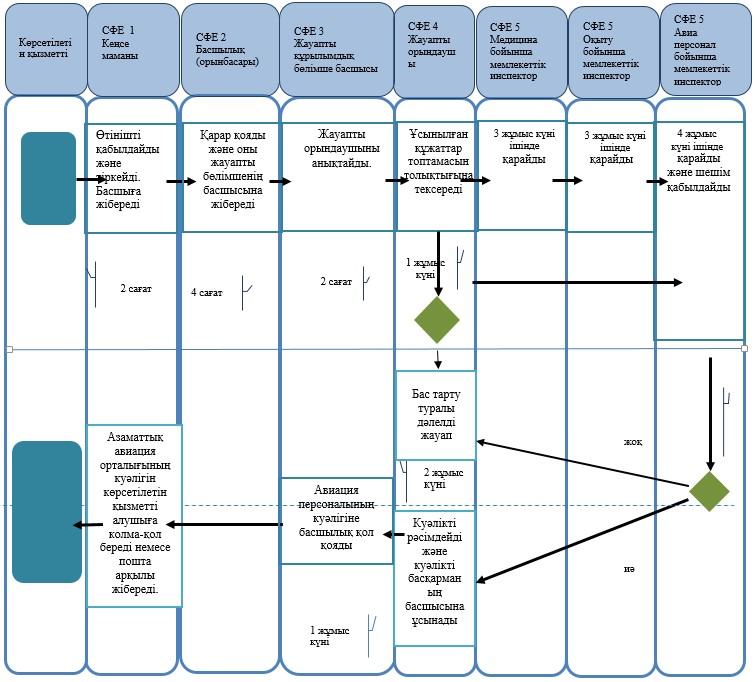 Көрсетілеті
н қызметті
СФЕ 1
Кеңсе
маманы
СФЕ 2
Басшылық
(орынбасары)
СФЕ 3
Жауапты
құрылымдық
бөлімше басшысы
СФЕ 4
Жауапты
орындауш
ы
СФЕ 5
Медицина
бойынша
мемлекеттік
инспектор
СФЕ 5
Оқыту
бойынша
мемлекеттік
инспектор
СФЕ 5
Авиа
персонал
бойынша
мемлекеттік
инспектор
Өтінішті
қабылдайды
және
тіркейді.
Басшыға
жібереді
Қарар қояды
және оны
жауапты
бөлімшенің
басшысына
жібереді
Жауапты
орындаушыны
анықтайды.
Ұсынылған
құжаттар
топтамасын
толықтығына
тексереді
3 жұмыс күні
ішінде
қарайды
3 жұмыс күні
ішінде
қарайды
4 жұмыс
күні ішінде
қарайды
және шешім
қабылдайды
2 сағат
4 сағат
2 сағат
1 жұмыс
күні
Бас тарту
туралы
дәлелді
жауап
жоқ
2 жұмыс
күні
Азаматтық
авиация
орталығының
куәлігін
көрсетілетін
қызметті
алушыға
колма-қол
береді немесе
пошта
арқылы
жібереді.
Авиация
персоналының
куәлігіне
басшылық қол
қояды
Куәлікті
рәсімдейді
және
куәлікті
басқарман
ың
басшысына
ұсынады
иә
1 жұмыс
күні